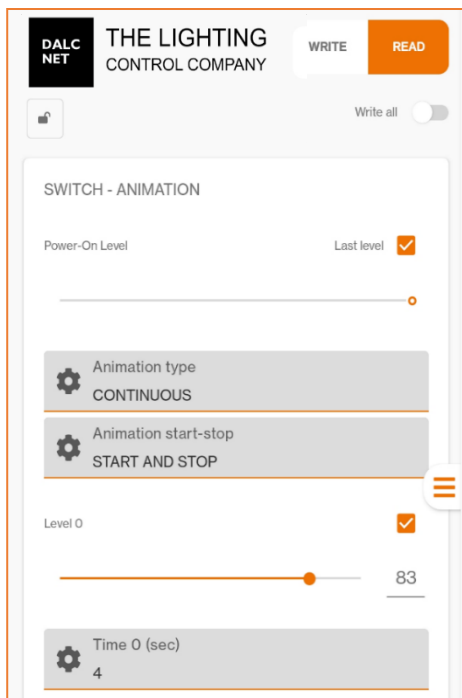 DALC
NET
THE LIGHTING
CONTROL COMPANY
WRITE
READ
Write all
SWITCH - ANIMATION
Power-On Level
Last level
Animation type
CONTINUOUS
Animation start-stop
START AND STOP
Level 0
83
Time 0 (sec)
4